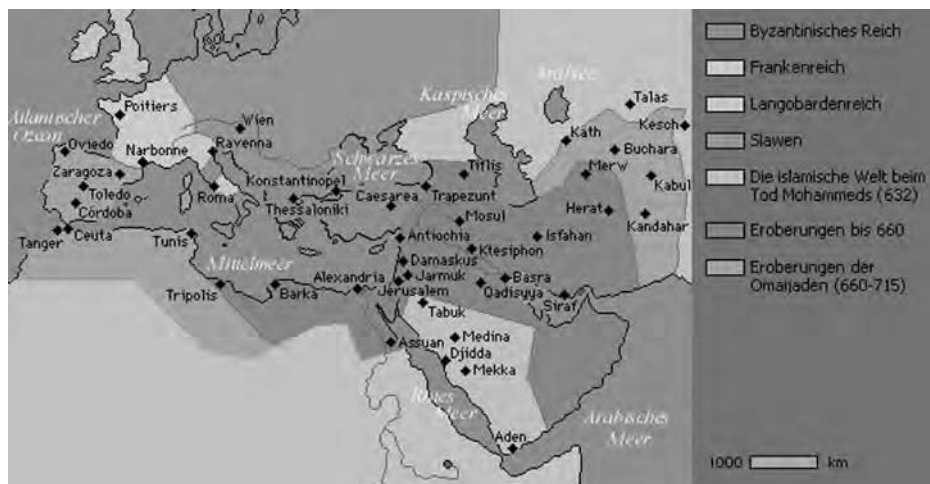 Byzantinisches Reich
Frankenreich
Langobardenreich
Slawen
Die islamische Welt beim
Tod Mohammeds (632)
Eroberungen bis 660
Eroberungen der
Omaijaden (660-715)
1000 km
Atlantischer
Ozean
Kaspisches
Meer
Aralsee
Schwarzes
Meer
Mittelmeer
Rotes
Meer
Arabisches
Meer
Poitiers
Wien
Oviedo
Narbonne
Ravenna
Zaragoza
Toledo
Córdoba
Roma
Konstantinopel
Thessaloniki
Caesarea
Tiflis
Trapezunt
Talas
Kesch
Käth
Buchara
Merw
Kabul
Herat
Kandahar
Tanger
Ceuta
Tunis
Tripolis
Barka
Alexandria
Antiochia
Damaskus
Jarmuk
Jerusalem
Mosul
Ktesiphon
Isfahan
Basra
Qadisyya
Siraf
Tabuk
Assuan
Medina
Djidda
Mekka
Aden